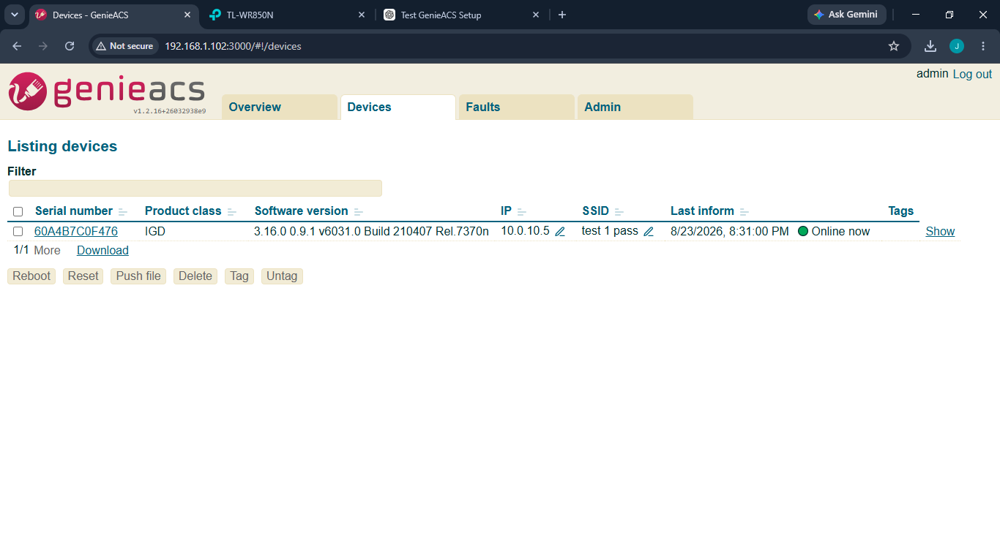 Devices - GenieACS
TL-WR850N
Test GenieACS Setup
Ask Gemini
Not secure 192.168.1.102:3000/#!/devices
J
admin Log out
genieacs
v1.2.16+26032938e9
Overview Devices Faults Admin
Listing devices
Filter
Serial number Product class Software version IP SSID Last inform Tags
60A4B7C0F476 IGD 3.16.0 0.9.1 v6031.0 Build 210407 Rel.7370n 10.0.10.5 test 1 pass 8/23/2026, 8:31:00 PM Online now Show
1/1 More Download
Reboot Reset Push file Delete Tag Untag